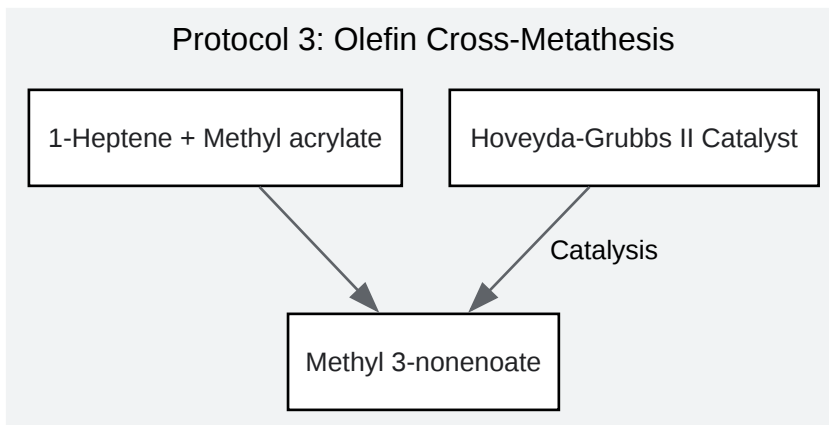 Protocol 3: Olefin Cross-Metathesis
1-Heptene + Methyl acrylate
Hoveyda-Grubbs II Catalyst
Catalysis
Methyl 3-nonenoate